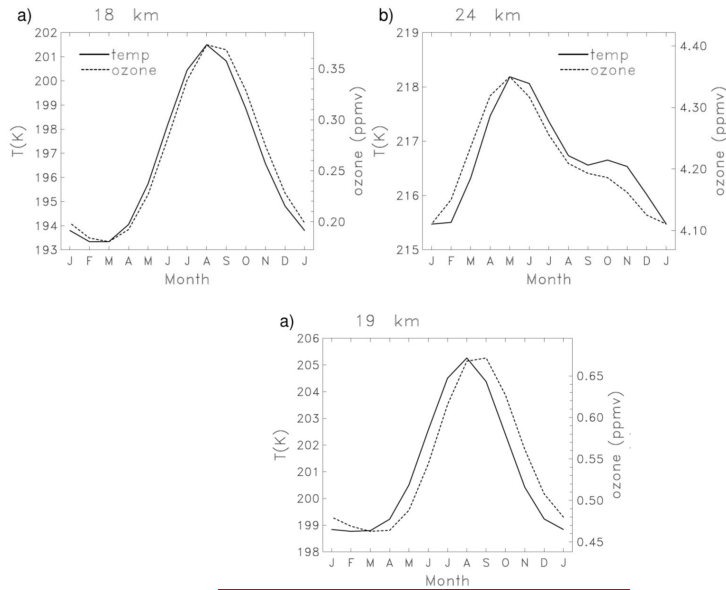 a) 18 km
202
201
200
199
198
197
196
195
194
193
T(K)
temp
ozone
0.35
0.30
0.25
0.20
ozone (ppmv)
J F M A M J J A S O N D J
Month
b) 24 km
219
218
217
216
215
T(K)
temp
ozone
4.40
4.35
4.30
4.20
4.10
ozone (ppmv)
J F M A M J J A S O N D J
Month
a) 19 km
206
205
204
203
202
201
200
199
198
T(K)
0.65
0.60
0.55
0.50
0.45
ozone (ppmv)
J F M A M J J A S O N D J
Month